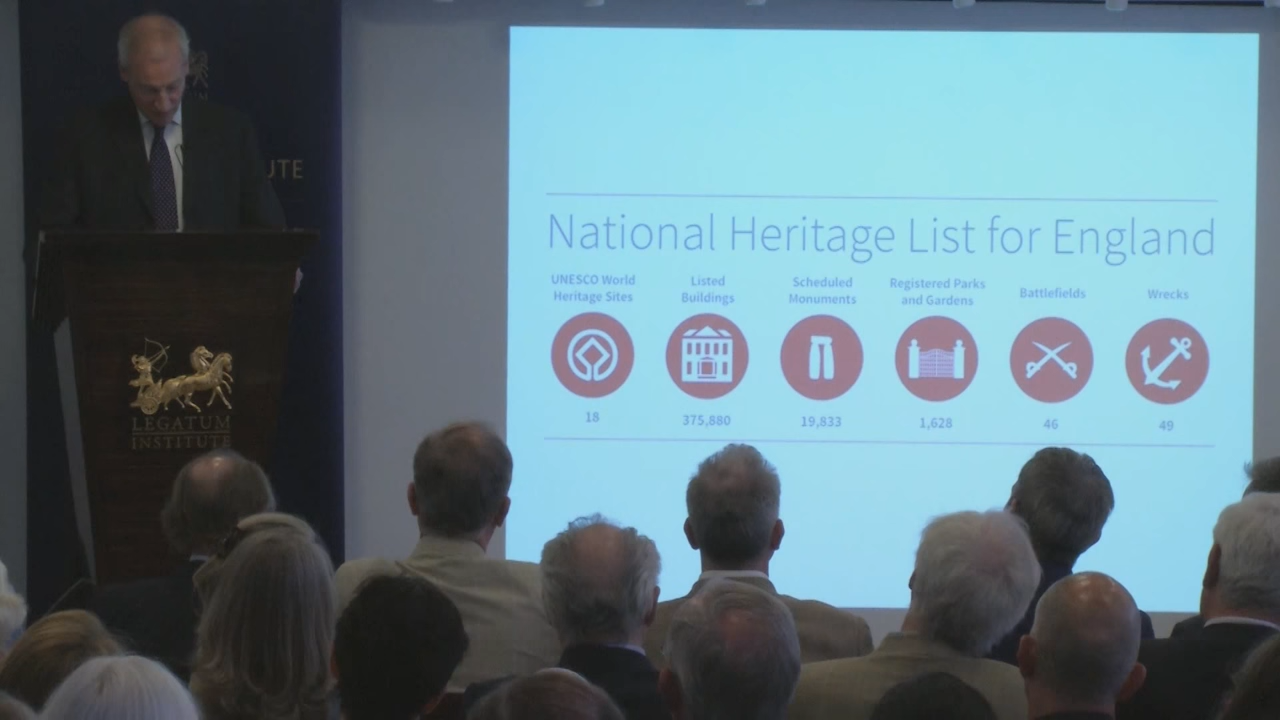 UTE
LEGATUM
INSTITUTE
National Heritage List for England
UNESCO World
Heritage Sites
Listed
Buildings
Scheduled
Monuments
Registered Parks
and Gardens
Battlefields
Wrecks
18
375,880
19,833
1,628
46
49